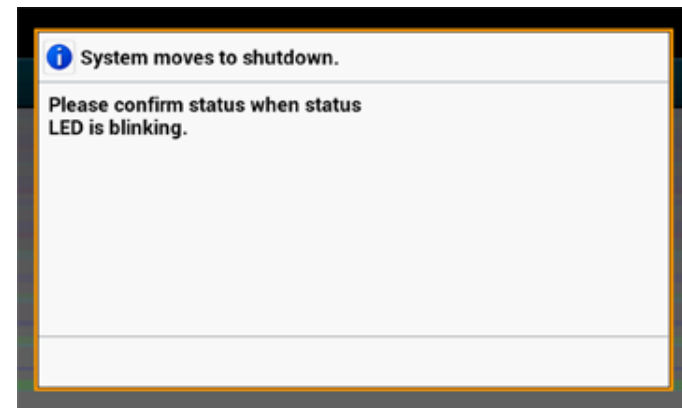 System moves to shutdown.
Please confirm status when status
LED is blinking.